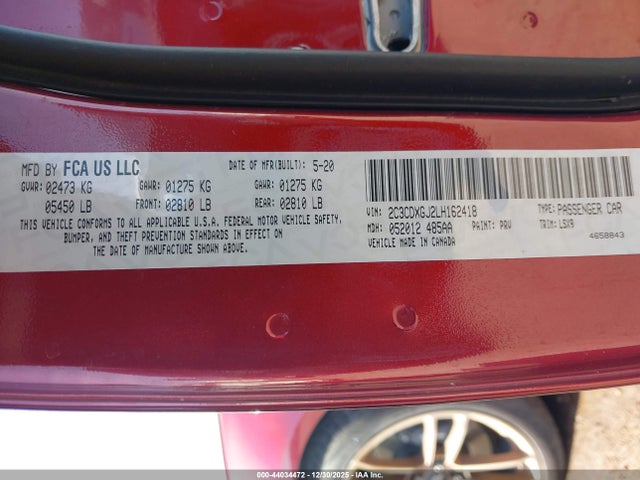 MFD BY FCA US LLC DATE OF MFR(BUILT): 5-20
GVWR: 02473 KG GAWR: 01275 KG 01275 KG
05450 LB FRONT: 02810 LB REAR: 02810 LB
THIS VEHICLE CONFORMS TO ALL APPLICABLE U.S.A. FEDERAL MOTOR VEHICLE SAFETY,
BUMPER, AND THEFT PREVENTION STANDARDS IN EFFECT ON
THE DATE OF MANUFACTURE SHOWN ABOVE.
VIN: 2C3CDXGJ2LH162418 TYPE: PASSENGER CAR
MDH: 052012 485AA PAINT: PRV TRIM: LSX9
MADE IN CANADA 4658843
000-44034472 | 12/30/2025 | IAA Inc.